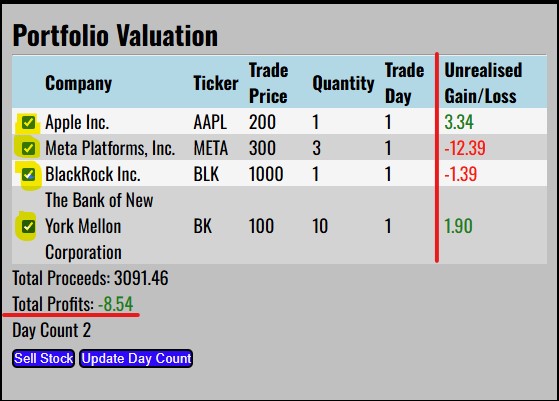 Portfolio Valuation
Company Ticker Trade Price Quantity Trade Day Unrealised Gain/Loss
Apple Inc. AAPL 200 1 1 3.34
Meta Platforms, Inc. META 300 3 1 -12.39
BlackRock Inc. BLK 1000 1 1 -1.39
The Bank of New York Mellon Corporation BK 100 10 1 1.90
Total Proceeds: 3091.46
Total Profits: -8.54
Day Count 2
Sell Stock Update Day Count